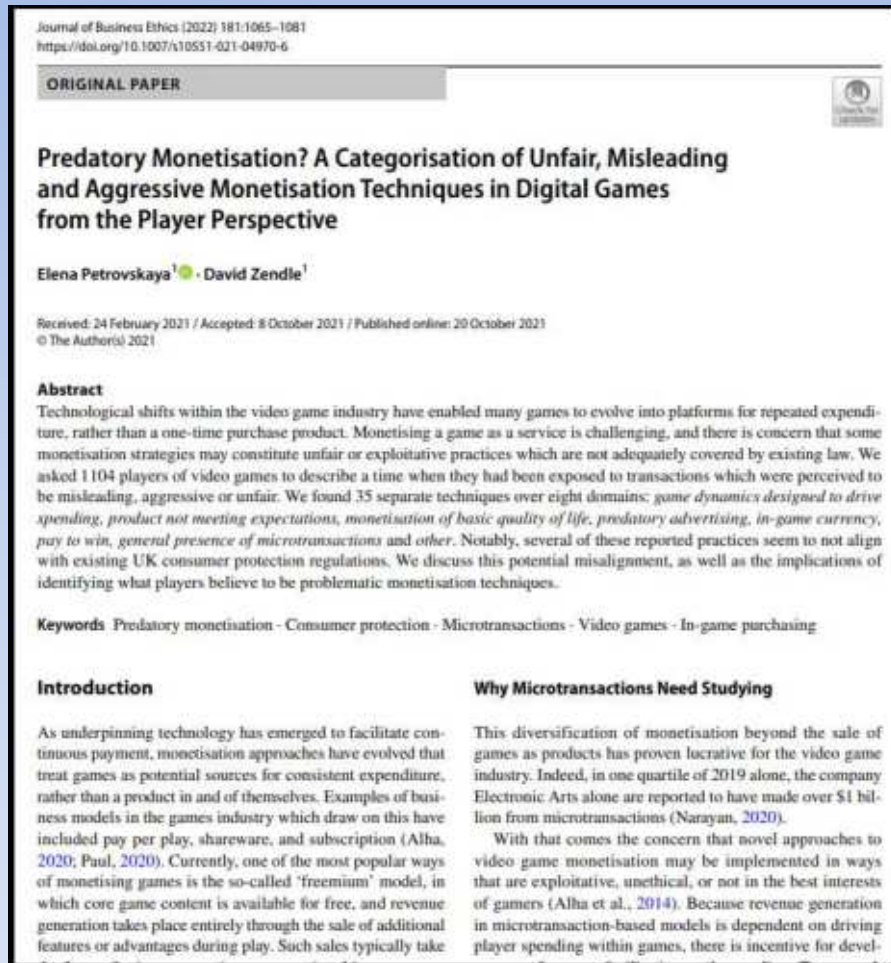 Journal of Business Ethics (2022) 181:1065–1081
https://doi.org/10.1007/s10551-021-04970-6
ORIGINAL PAPER
Check for
updates
Predatory Monetisation? A Categorisation of Unfair, Misleading
and Aggressive Monetisation Techniques in Digital Games
from the Player Perspective
Elena Petrovskaya1 · David Zendle1
Received: 24 February 2021 / Accepted: 8 October 2021 / Published online: 20 October 2021
© The Author(s) 2021
Abstract
Technological shifts within the video game industry have enabled many games to evolve into platforms for repeated expendi-
ture, rather than a one-time purchase product. Monetising a game as a service is challenging, and there is concern that some
monetisation strategies may constitute unfair or exploitative practices which are not adequately covered by existing law. We
asked 1104 players of video games to describe a time when they had been exposed to transactions which were perceived to
be misleading, aggressive or unfair. We found 35 separate techniques over eight domains: game dynamics designed to drive
spending, product not meeting expectations, monetisation of basic quality of life, predatory advertising, in-game currency,
pay to win, general presence of microtransactions and other. Notably, several of these reported practices seem to not align
with existing UK consumer protection regulations. We discuss this potential misalignment, as well as the implications of
identifying what players believe to be problematic monetisation techniques.
Keywords Predatory monetisation · Consumer protection · Microtransactions · Video games · In-game purchasing
Introduction
As underpinning technology has emerged to facilitate con-
tinuous payment, monetisation approaches have evolved that
treat games as potential sources for consistent expenditure,
rather than a product in and of themselves. Examples of busi-
ness models in the games industry which draw on this have
included pay per play, shareware, and subscription (Alha,
2020; Paul, 2020). Currently, one of the most popular ways
of monetising games is the so-called 'freemium' model, in
which core game content is available for free, and revenue
generation takes place entirely through the sale of additional
features or advantages during play. Such sales typically take
Why Microtransactions Need Studying
This diversification of monetisation beyond the sale of
games as products has proven lucrative for the video game
industry. Indeed, in one quartile of 2019 alone, the company
Electronic Arts alone are reported to have made over $1 bil-
lion from microtransactions (Narayan, 2020).
With that comes the concern that novel approaches to
video game monetisation may be implemented in ways
that are exploitative, unethical, or not in the best interests
of gamers (Alha et al., 2014). Because revenue generation
in microtransaction-based models is dependent on driving
player spending within games, there is incentive for devel-